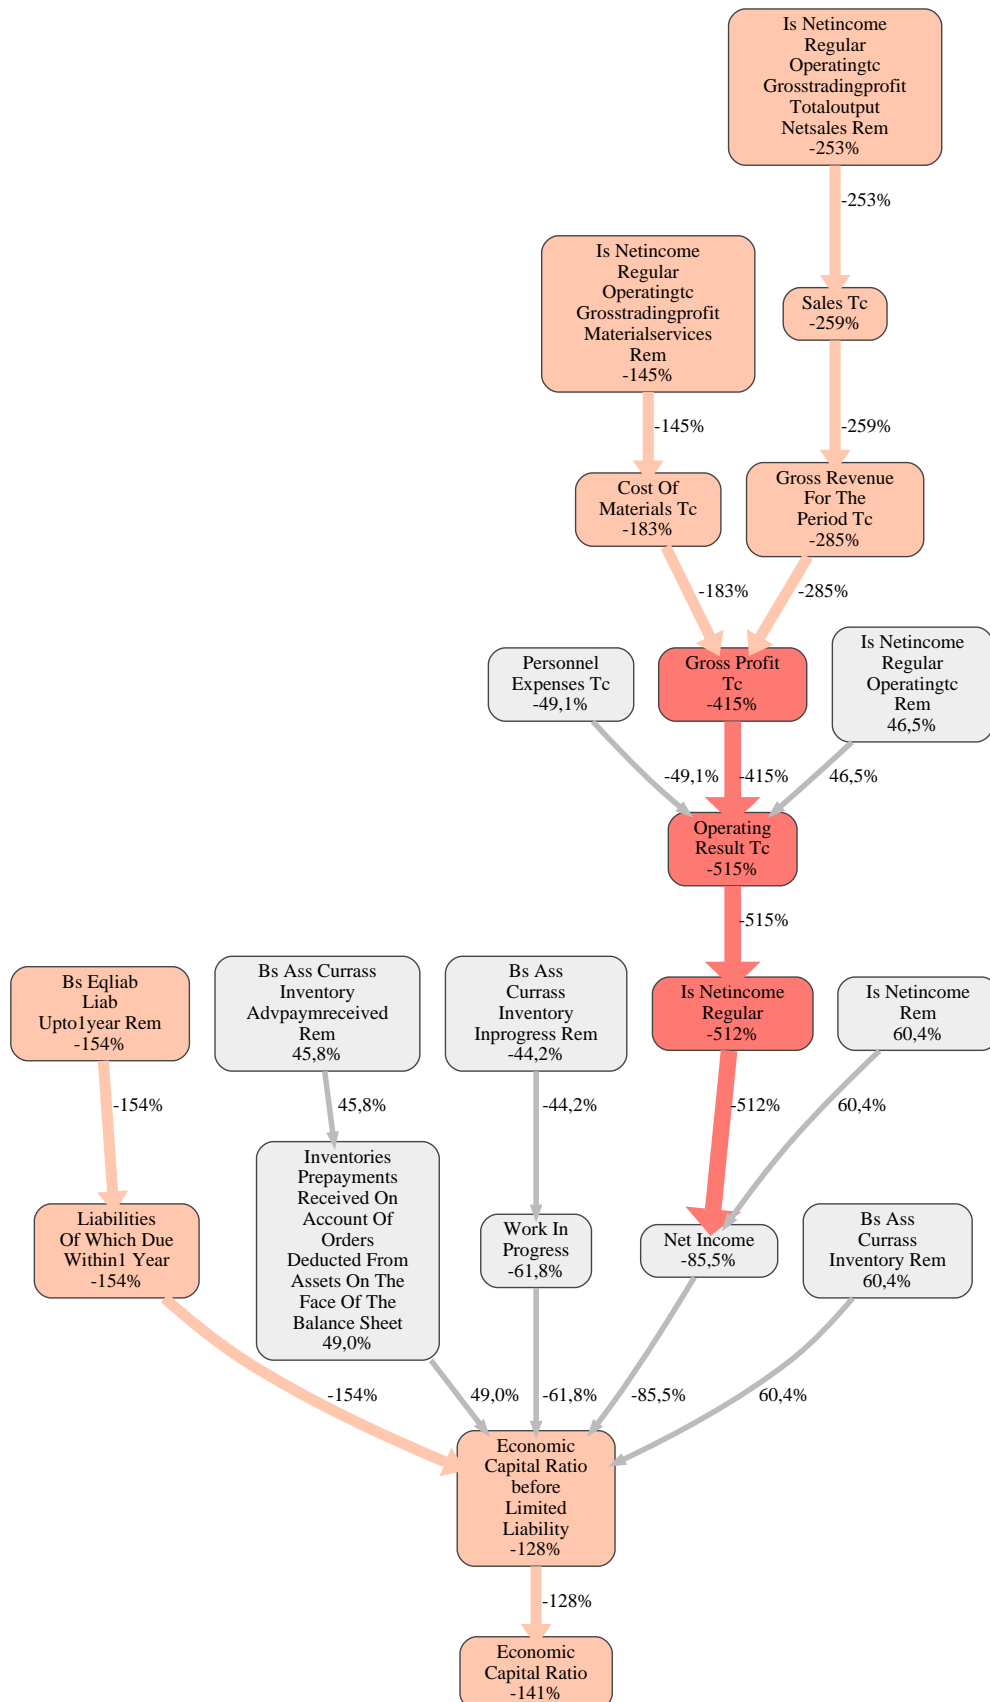 Is Netincome
Regular
Operatingtc
Grosstradingprofit
Totaloutput
Netsales Rem
-253%
-253%
Is Netincome
Regular
Operatingtc
Grosstradingprofit
Materialservices
Rem
-145%
Sales Tc
-259%
-145%
-259%
Cost Of
Materials Tc
-183%
Gross Revenue
For The
Period Tc
-285%
-183%
-285%
Personnel
Expenses Tc
-49,1%
Gross Profit
Tc
-415%
Is Netincome
Regular
Operatingtc
Rem
46,5%
-49,1%
-415%
46,5%
Operating
Result Tc
-515%
-515%
Bs Eqliab
Liab
Upto1year Rem
-154%
Bs Ass Currass
Inventory
Advpaymreceived
Rem
45,8%
Bs Ass
Currass
Inventory
Inprogress Rem
-44,2%
Is Netincome
Regular
-512%
Is Netincome
Rem
60,4%
-154%
45,8%
-44,2%
-512%
60,4%
Liabilities
Of Which Due
Within1 Year
-154%
Inventories
Prepayments
Received On
Account Of
Orders
Deducted From
Assets On The
Face Of The
Balance Sheet
49,0%
Work In
Progress
-61,8%
Net Income
-85,5%
Bs Ass
Currass
Inventory Rem
60,4%
-154%
49,0%
-61,8%
-85,5%
60,4%
Economic
Capital Ratio
before
Limited
Liability
-128%
-128%
Economic
Capital Ratio
-141%